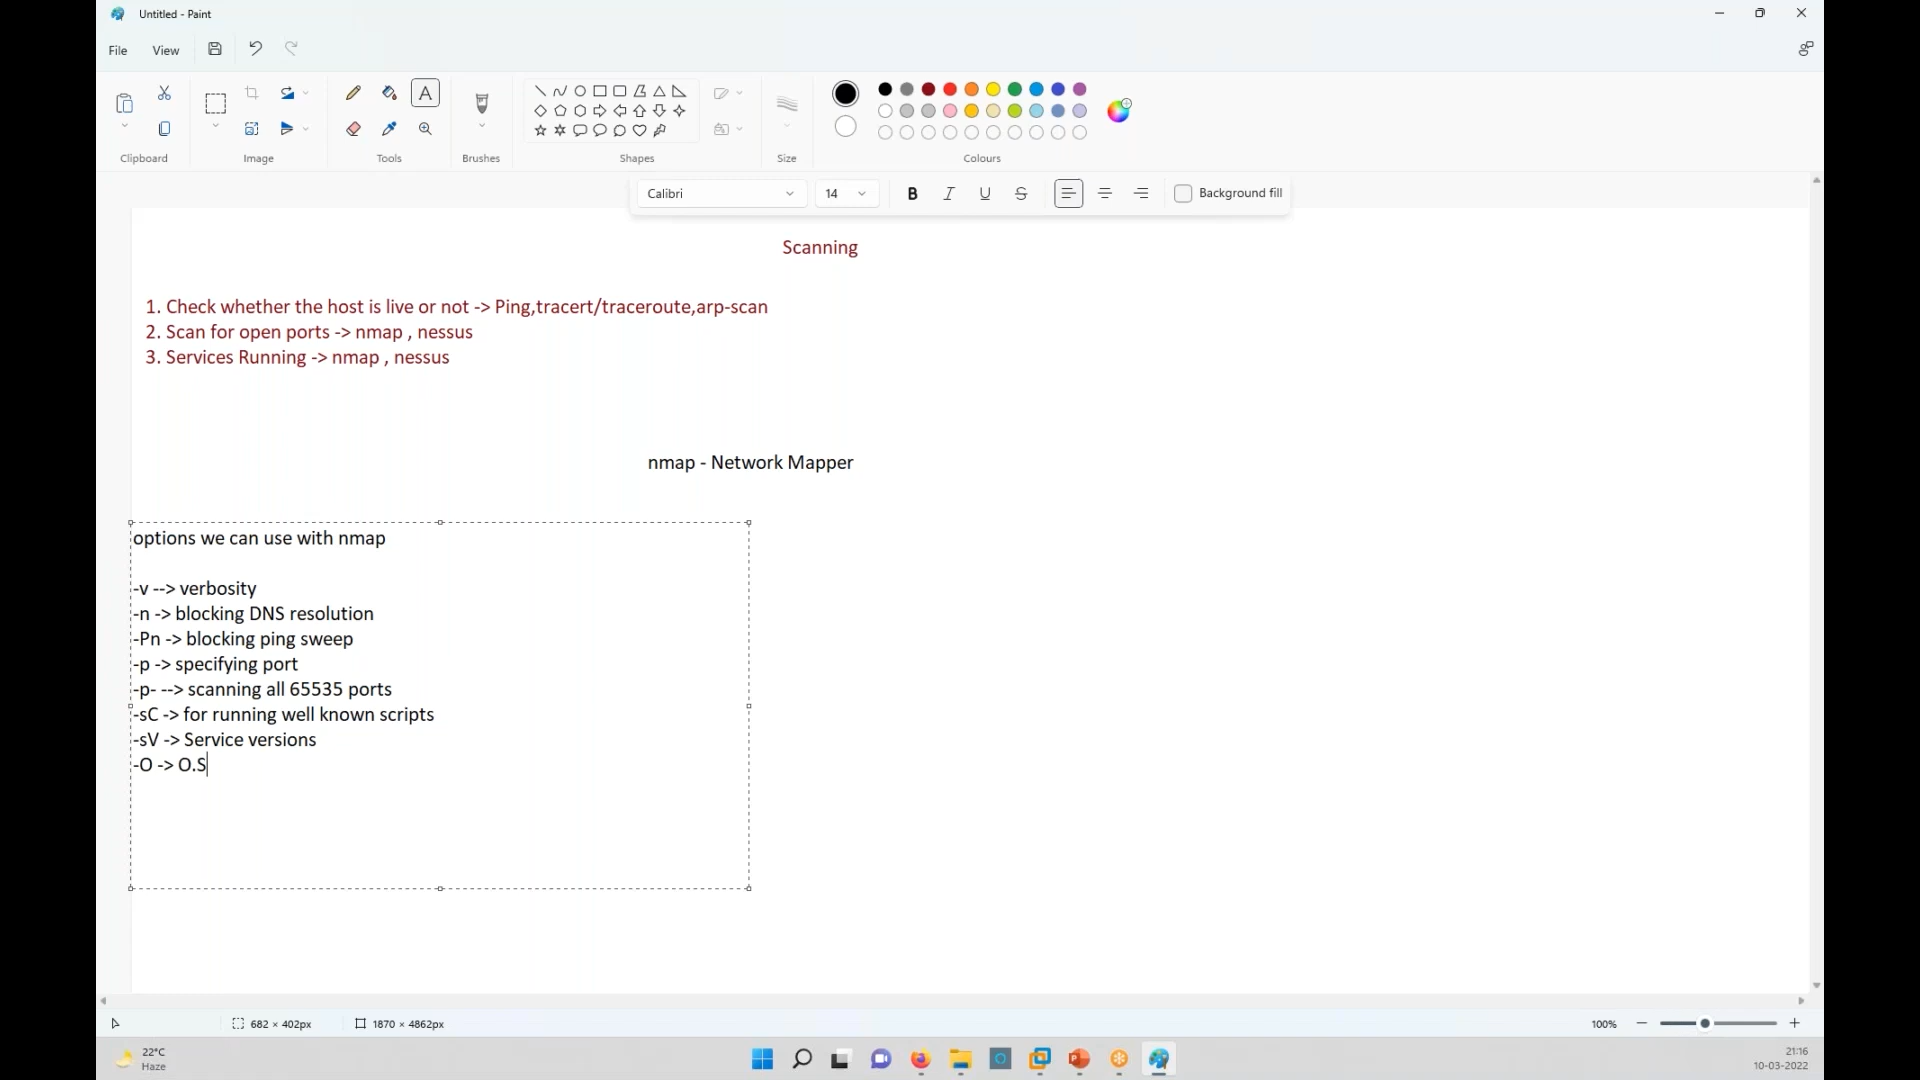 Untitled - Paint
File View
Clipboard Image Tools Brushes Shapes Size Colours
Calibri 14 B I U S Background fill
Scanning
1. Check whether the host is live or not -> Ping,tracert/traceroute,arp-scan
2. Scan for open ports -> nmap , nessus
3. Services Running -> nmap , nessus
nmap - Network Mapper
options we can use with nmap
-v --> verbosity
-n -> blocking DNS resolution
-Pn -> blocking ping sweep
-p -> specifying port
-p- --> scanning all 65535 ports
-sC -> for running well known scripts
-sV -> Service versions
-O -> O.S
682 × 402px 1870 × 4862px 100%
22°C
Haze
21:16
10-03-2022